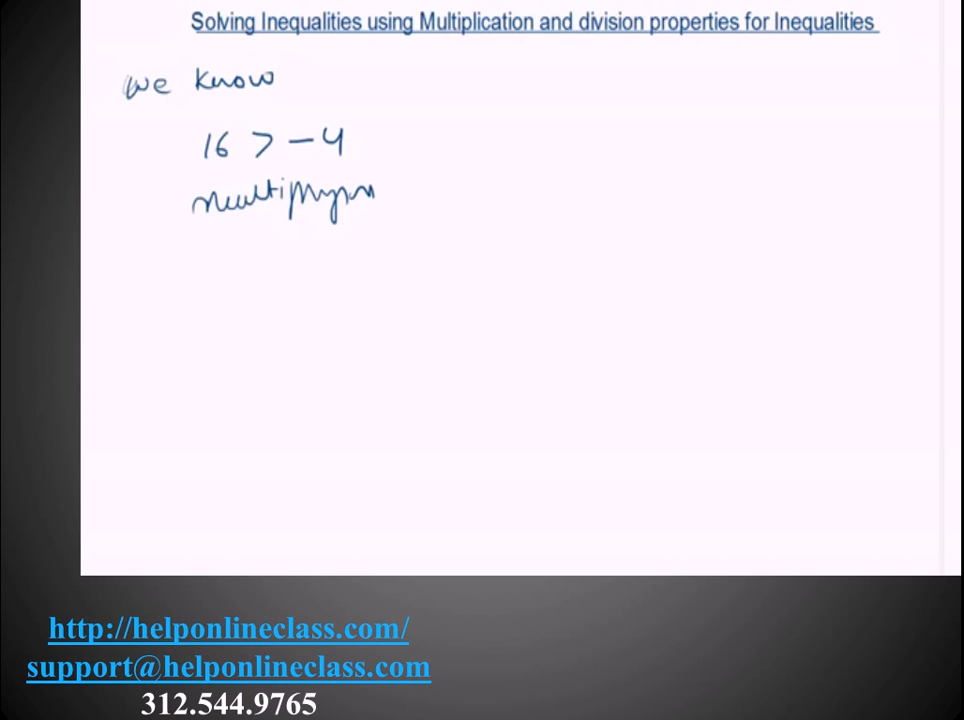 Solving Inequalities using Multiplication and division properties for Inequalities
we know
16 > -4
http://helponlineclass.com/
support@helponlineclass.com
312.544.9765